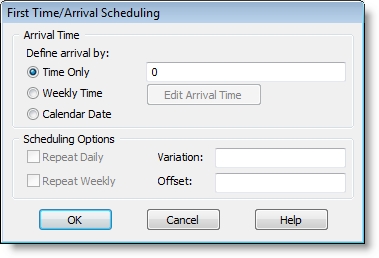 First Time/Arrival Scheduling
Arrival Time
Define arrival by:
Time Only 0
Weekly Time Edit Arrival Time
Calendar Date
Scheduling Options
Repeat Daily Variation:
Repeat Weekly Offset:
OK Cancel Help